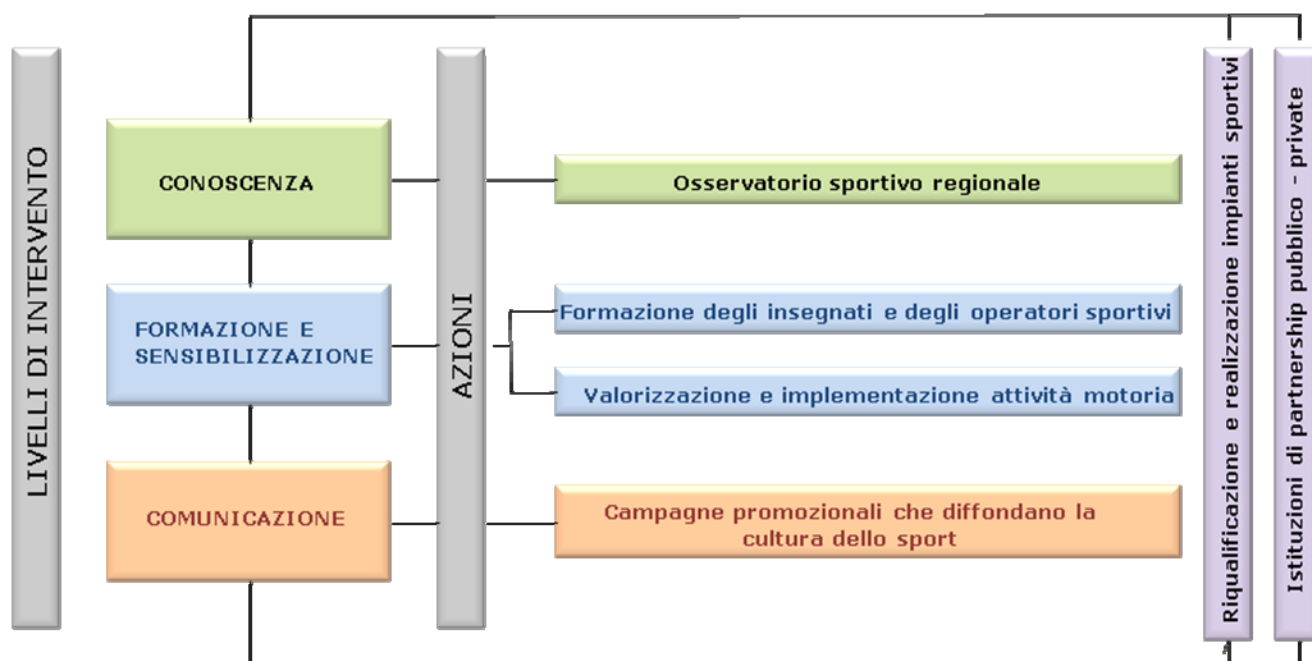 LIVELLI DI INTERVENTO
CONOSCENZA
FORMAZIONE E
SENSIBILIZZAZIONE
COMUNICAZIONE
AZIONI
Osservatorio sportivo regionale
Formazione degli insegnati e degli operatori sportivi
Valorizzazione e implementazione attività motoria
Campagne promozionali che diffondano la
cultura dello sport
Riqualificazione e realizzazione impianti sportivi
Istituzioni di partnership pubblico - private